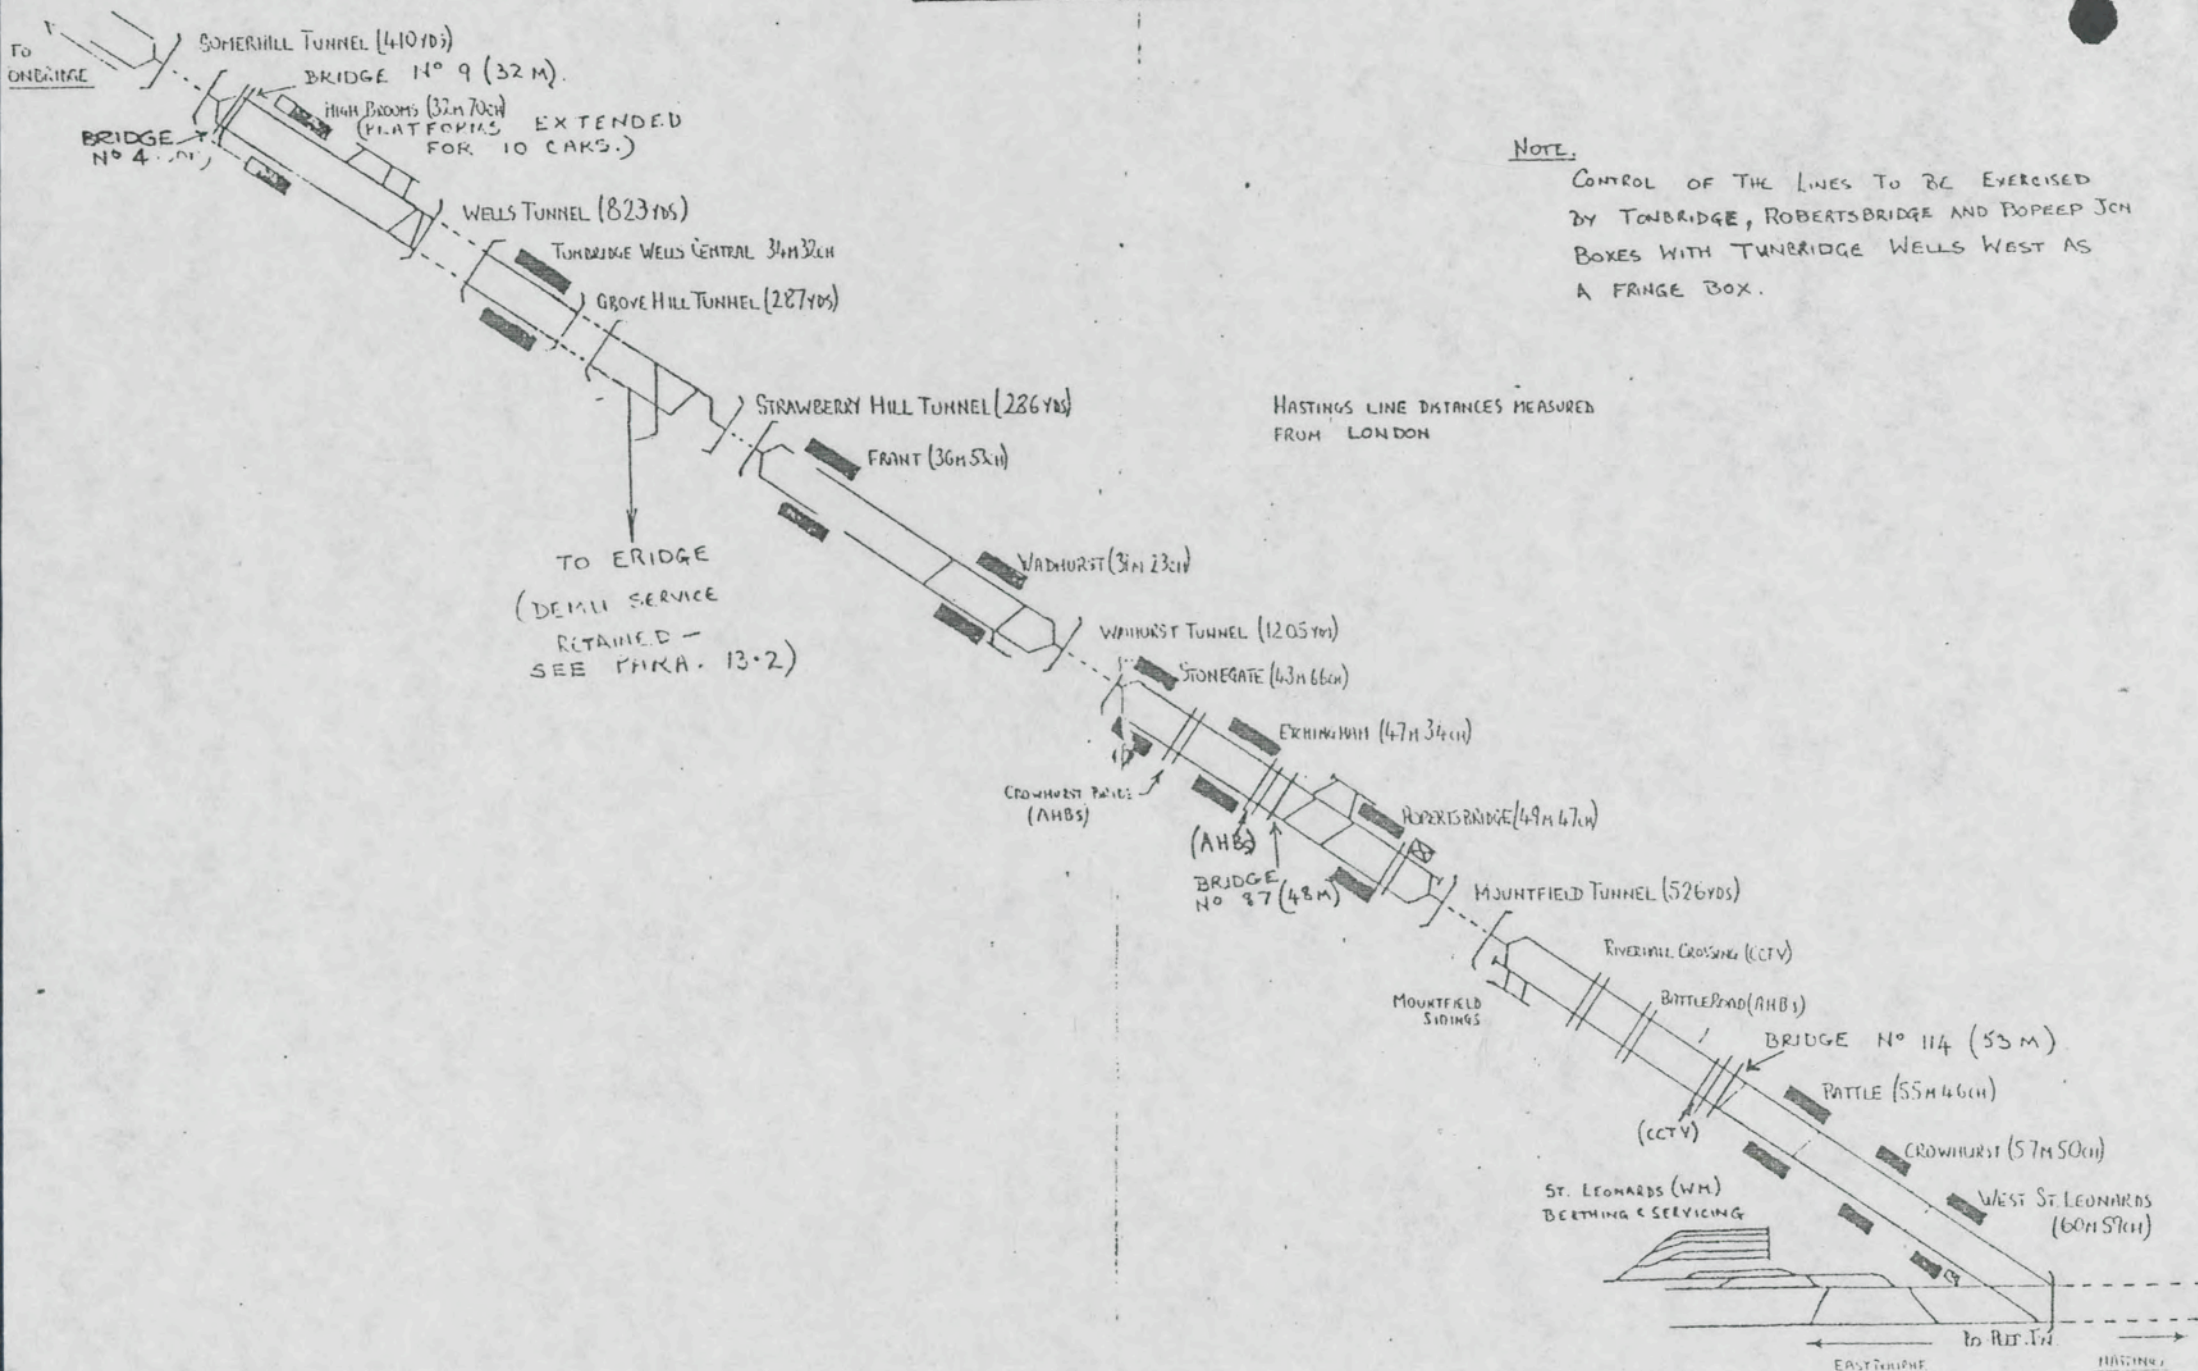 TO
ONBRIDGE
SOMERHILL TUNNEL (410 YDS)
BRIDGE Nº 9 (32 M).
HIGH BROOMS (32M 70CH)
(PLATFORMS EXTENDED
FOR 10 CARS.)
BRIDGE
Nº 4
WELLS TUNNEL (823 YDS)
TUNBRIDGE WELLS CENTRAL 34M 32CH
GROVE HILL TUNNEL (287 YDS)
STRAWBERRY HILL TUNNEL (286 YDS)
FRANT (36M 53CH)
TO ERIDGE
(DEMU SERVICE
RETAINED —
SEE PARA. 13.2)
NOTE.
CONTROL OF THE LINES TO BE EXERCISED
BY TONBRIDGE, ROBERTSBRIDGE AND BOPEEP JCN
BOXES WITH TUNBRIDGE WELLS WEST AS
A FRINGE BOX.
HASTINGS LINE DISTANCES MEASURED
FROM LONDON
WADHURST (39M 23CH)
WADHURST TUNNEL (1205 YDS)
STONEGATE (43M 66CH)
ETCHINGHAM (47M 34CH)
CROWHURST BRIDGE
(AHBS)
ROBERTSBRIDGE (49M 47CH)
(AHBS)
BRIDGE
Nº 87 (48M)
MOUNTFIELD TUNNEL (526 YDS)
RIVERHALL CROSSING (CCTV)
MOUNTFIELD
SIDINGS
BATTLE ROAD (AHBS)
BRIDGE Nº 114 (53 M)
BATTLE (55M 46CH)
(CCTV)
CROWHURST (57M 50CH)
ST. LEONARDS (WM)
BERTHING & SERVICING
WEST ST. LEONARDS
(60M 59CH)
EASTBOURNE
HASTINGS